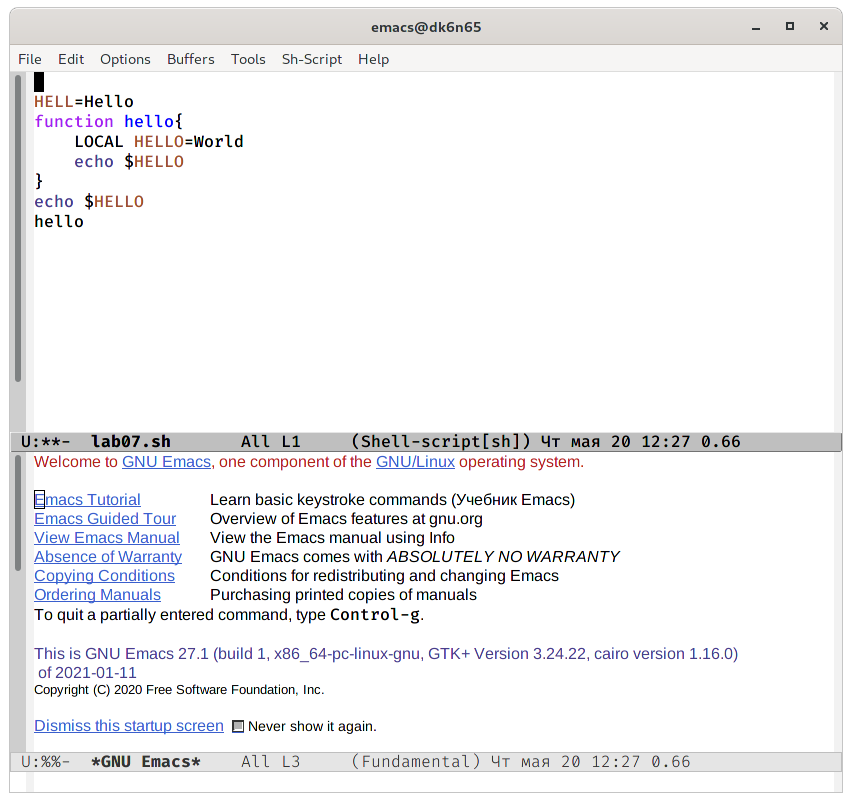 emacs@dk6n65
File Edit Options Buffers Tools Sh-Script Help
HELL=Hello
function hello{
    LOCAL HELLO=World
    echo $HELLO
}
echo $HELLO
hello
U:**-  lab07.sh       All L1     (Shell-script[sh]) Чт мая 20 12:27 0.66
Welcome to GNU Emacs, one component of the GNU/Linux operating system.
Emacs Tutorial Learn basic keystroke commands (Учебник Emacs)
Emacs Guided Tour Overview of Emacs features at gnu.org
View Emacs Manual View the Emacs manual using Info
Absence of Warranty GNU Emacs comes with ABSOLUTELY NO WARRANTY
Copying Conditions Conditions for redistributing and changing Emacs
Ordering Manuals Purchasing printed copies of manuals
To quit a partially entered command, type Control-g.
This is GNU Emacs 27.1 (build 1, x86_64-pc-linux-gnu, GTK+ Version 3.24.22, cairo version 1.16.0)
of 2021-01-11
Copyright (C) 2020 Free Software Foundation, Inc.
Dismiss this startup screen Never show it again.
U:%%-  *GNU Emacs*    All L3     (Fundamental) Чт мая 20 12:27 0.66